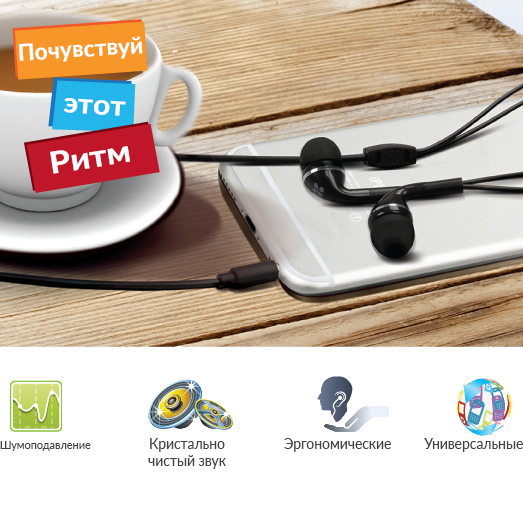 Почувствуй
этот
Ритм
Шумоподавление
Кристально
чистый звук
Эргономические
Универсальные